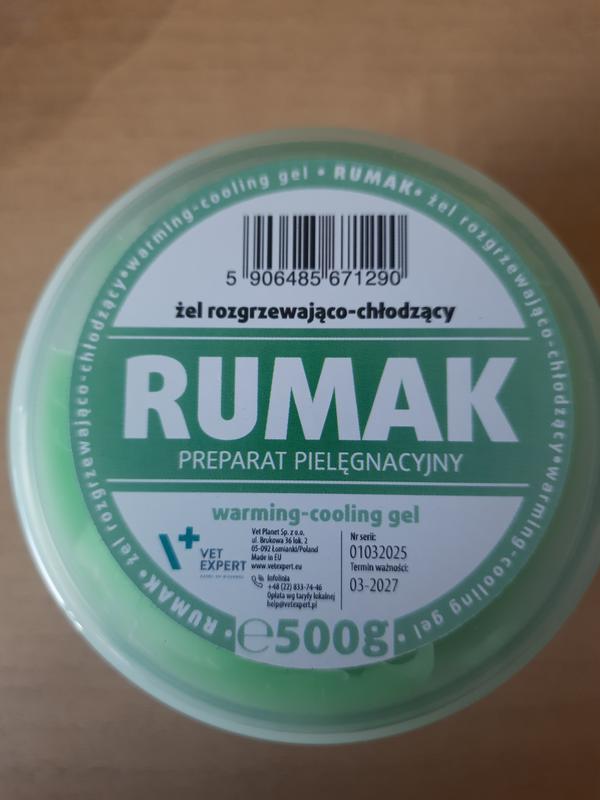 warming-cooling gel • RUMAK • żel rozgrzewająco-chłodzący • warming-cooling gel • RUMAK • żel rozgrzewająco-chłodzący •
5 906485 671290
żel rozgrzewająco-chłodzący
RUMAK
PREPARAT PIELĘGNACYJNY
warming-cooling gel
VET
EXPERT
Vet Planet Sp. z o.o.
ul. Brukowa 36 lok. 2
05-092 Łomianki/Poland
Made in EU
www.vetexpert.eu
Infolinia
+48 (22) 833-74-46
Opłata wg taryfy lokalnej
help@vetexpert.pl
Nr serii:
01032025
Termin ważności:
03-2027
℮500g